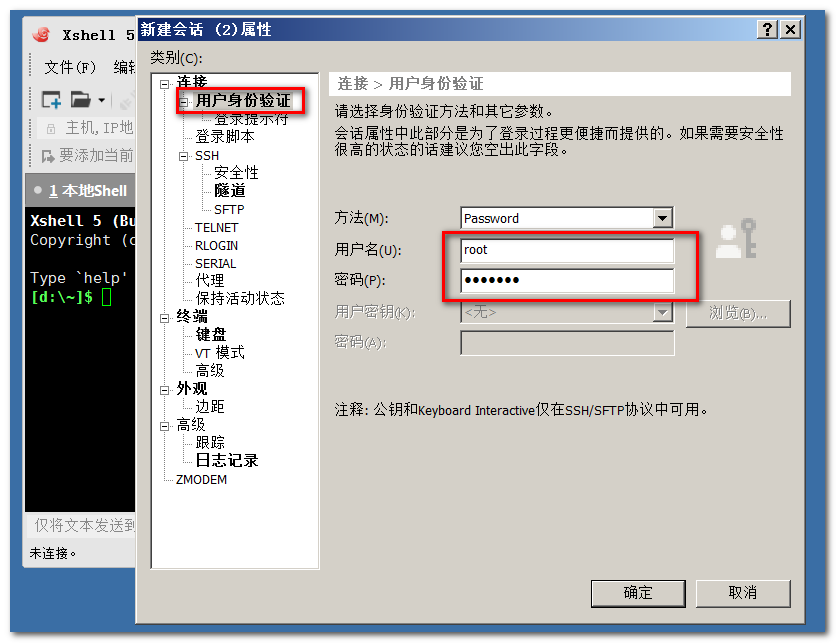 Xshell 5
新建会话 (2)属性
文件(F) 编辑
主机,IP地
要添加当前
1 本地Shell
Xshell 5 (Bu
Copyright (c
Type `help'
[d:\~]$
仅将文本发送到
未连接。
类别(C):
连接
用户身份验证
登录提示符
登录脚本
SSH
安全性
隧道
SFTP
TELNET
RLOGIN
SERIAL
代理
保持活动状态
终端
键盘
VT 模式
高级
外观
边距
高级
跟踪
日志记录
ZMODEM
连接 > 用户身份验证
请选择身份验证方法和其它参数。
会话属性中此部分是为了登录过程更便捷而提供的。如果需要安全性
很高的状态的话建议您空出此字段。
方法(M): Password
用户名(U): root
密码(P): ●●●●●●●
用户密钥(K): <无> 浏览(B)...
密码(A):
注释: 公钥和Keyboard Interactive仅在SSH/SFTP协议中可用。
确定 取消